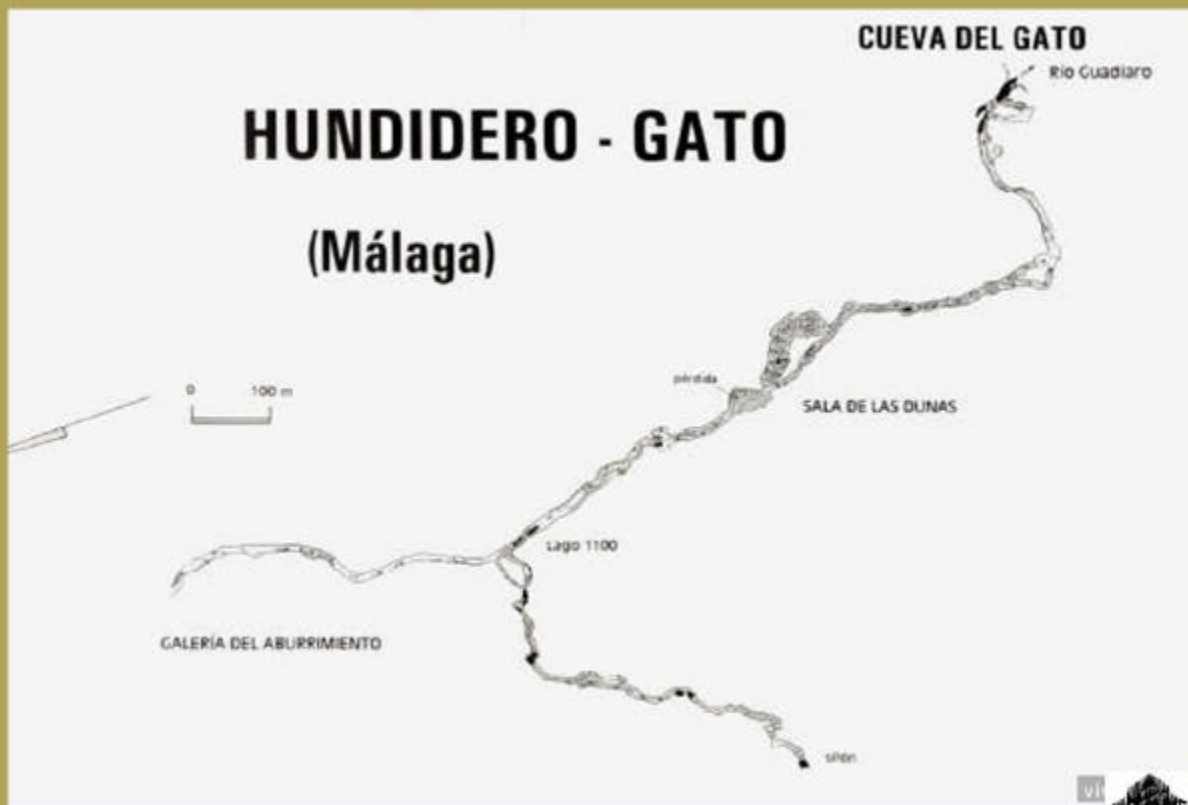 CUEVA DEL GATO
Río Guadiaro
HUNDIDERO - GATO
(Málaga)
0 100 m
pérdida
SALA DE LAS DUNAS
Lago 1100
GALERÍA DEL ABURRIMIENTO
sifón